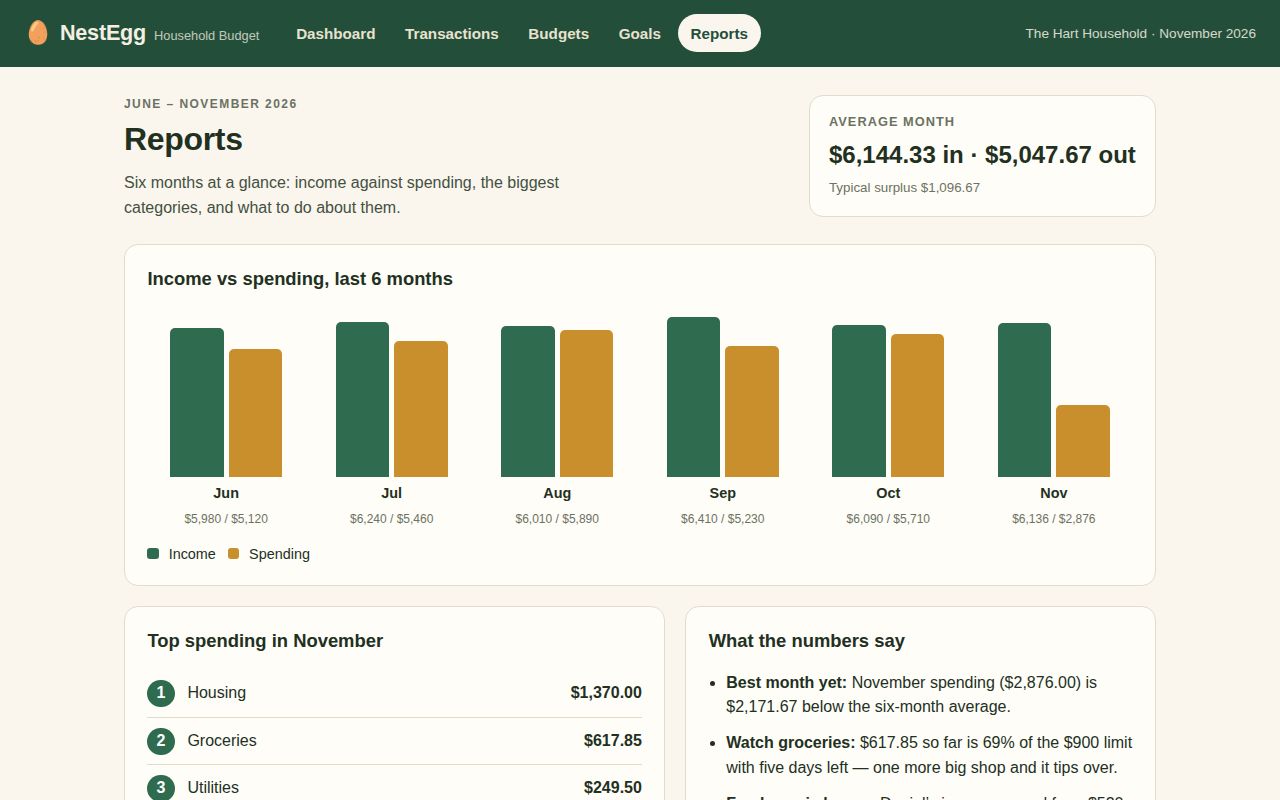 NestEgg Household Budget Dashboard Transactions Budgets Goals Reports The Hart Household · November 2026
JUNE – NOVEMBER 2026
Reports
Six months at a glance: income against spending, the biggest
categories, and what to do about them.
AVERAGE MONTH
$6,144.33 in · $5,047.67 out
Typical surplus $1,096.67
Income vs spending, last 6 months
Jun Jul Aug Sep Oct Nov
$5,980 / $5,120 $6,240 / $5,460 $6,010 / $5,890 $6,410 / $5,230 $6,090 / $5,710 $6,136 / $2,876
Income Spending
Top spending in November
1 Housing $1,370.00
2 Groceries $617.85
3 Utilities $249.50
What the numbers say
• Best month yet: November spending ($2,876.00) is
$2,171.67 below the six-month average.
• Watch groceries: $617.85 so far is 69% of the $900 limit
with five days left — one more big shop and it tips over.